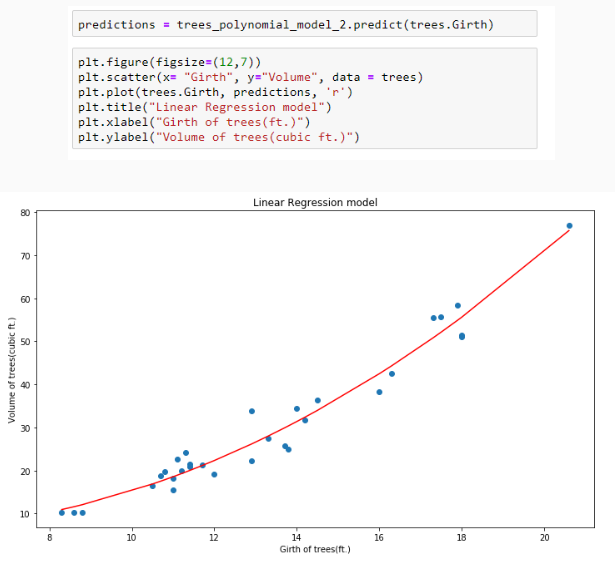 predictions = trees_polynomial_model_2.predict(trees.Girth)
plt.figure(figsize=(12,7))
plt.scatter(x= "Girth", y="Volume", data = trees)
plt.plot(trees.Girth, predictions, 'r')
plt.title("Linear Regression model")
plt.xlabel("Girth of trees(ft.)")
plt.ylabel("Volume of trees(cubic ft.)")
Linear Regression model
Volume of trees(cubic ft.)
80
70
60
50
40
30
20
10
8 10 12 14 16 18 20
Girth of trees(ft.)